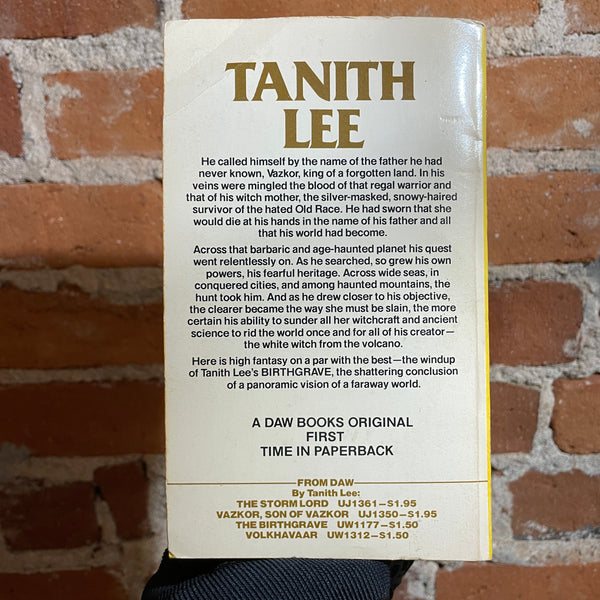 TANITH
LEE
He called himself by the name of the father he had
never known, Vazkor, king of a forgotten land. In his
veins were mingled the blood of that regal warrior and
that of his witch mother, the silver-masked, snowy-haired
survivor of the hated Old Race. He had sworn that she
would die at his hands in the name of his father and all
that his world had become.
Across that barbaric and age-haunted planet his quest
went relentlessly on. As he searched, so grew his own
powers, his fearful heritage. Across wide seas, in
conquered cities, and among haunted mountains, the
hunt took him. And as he drew closer to his objective,
the clearer became the way she must be slain, the more
certain his ability to sunder all her witchcraft and ancient
science to rid the world once and for all of his creator—
the white witch from the volcano.
Here is high fantasy on a par with the best—the windup
of Tanith Lee's BIRTHGRAVE, the shattering conclusion
of a panoramic vision of a faraway world.
A DAW BOOKS ORIGINAL
FIRST
TIME IN PAPERBACK
FROM DAW
By Tanith Lee:
THE STORM LORD UJ1361—$1.95
VAZKOR, SON OF VAZKOR UJ1350—$1.95
THE BIRTHGRAVE UW1177—$1.50
VOLKHAVAAR UW1312—$1.50